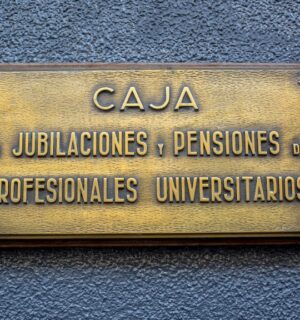 CAJA
JUBILACIONES Y PENSIONES D
ROFESIONALES UNIVERSITARIOS